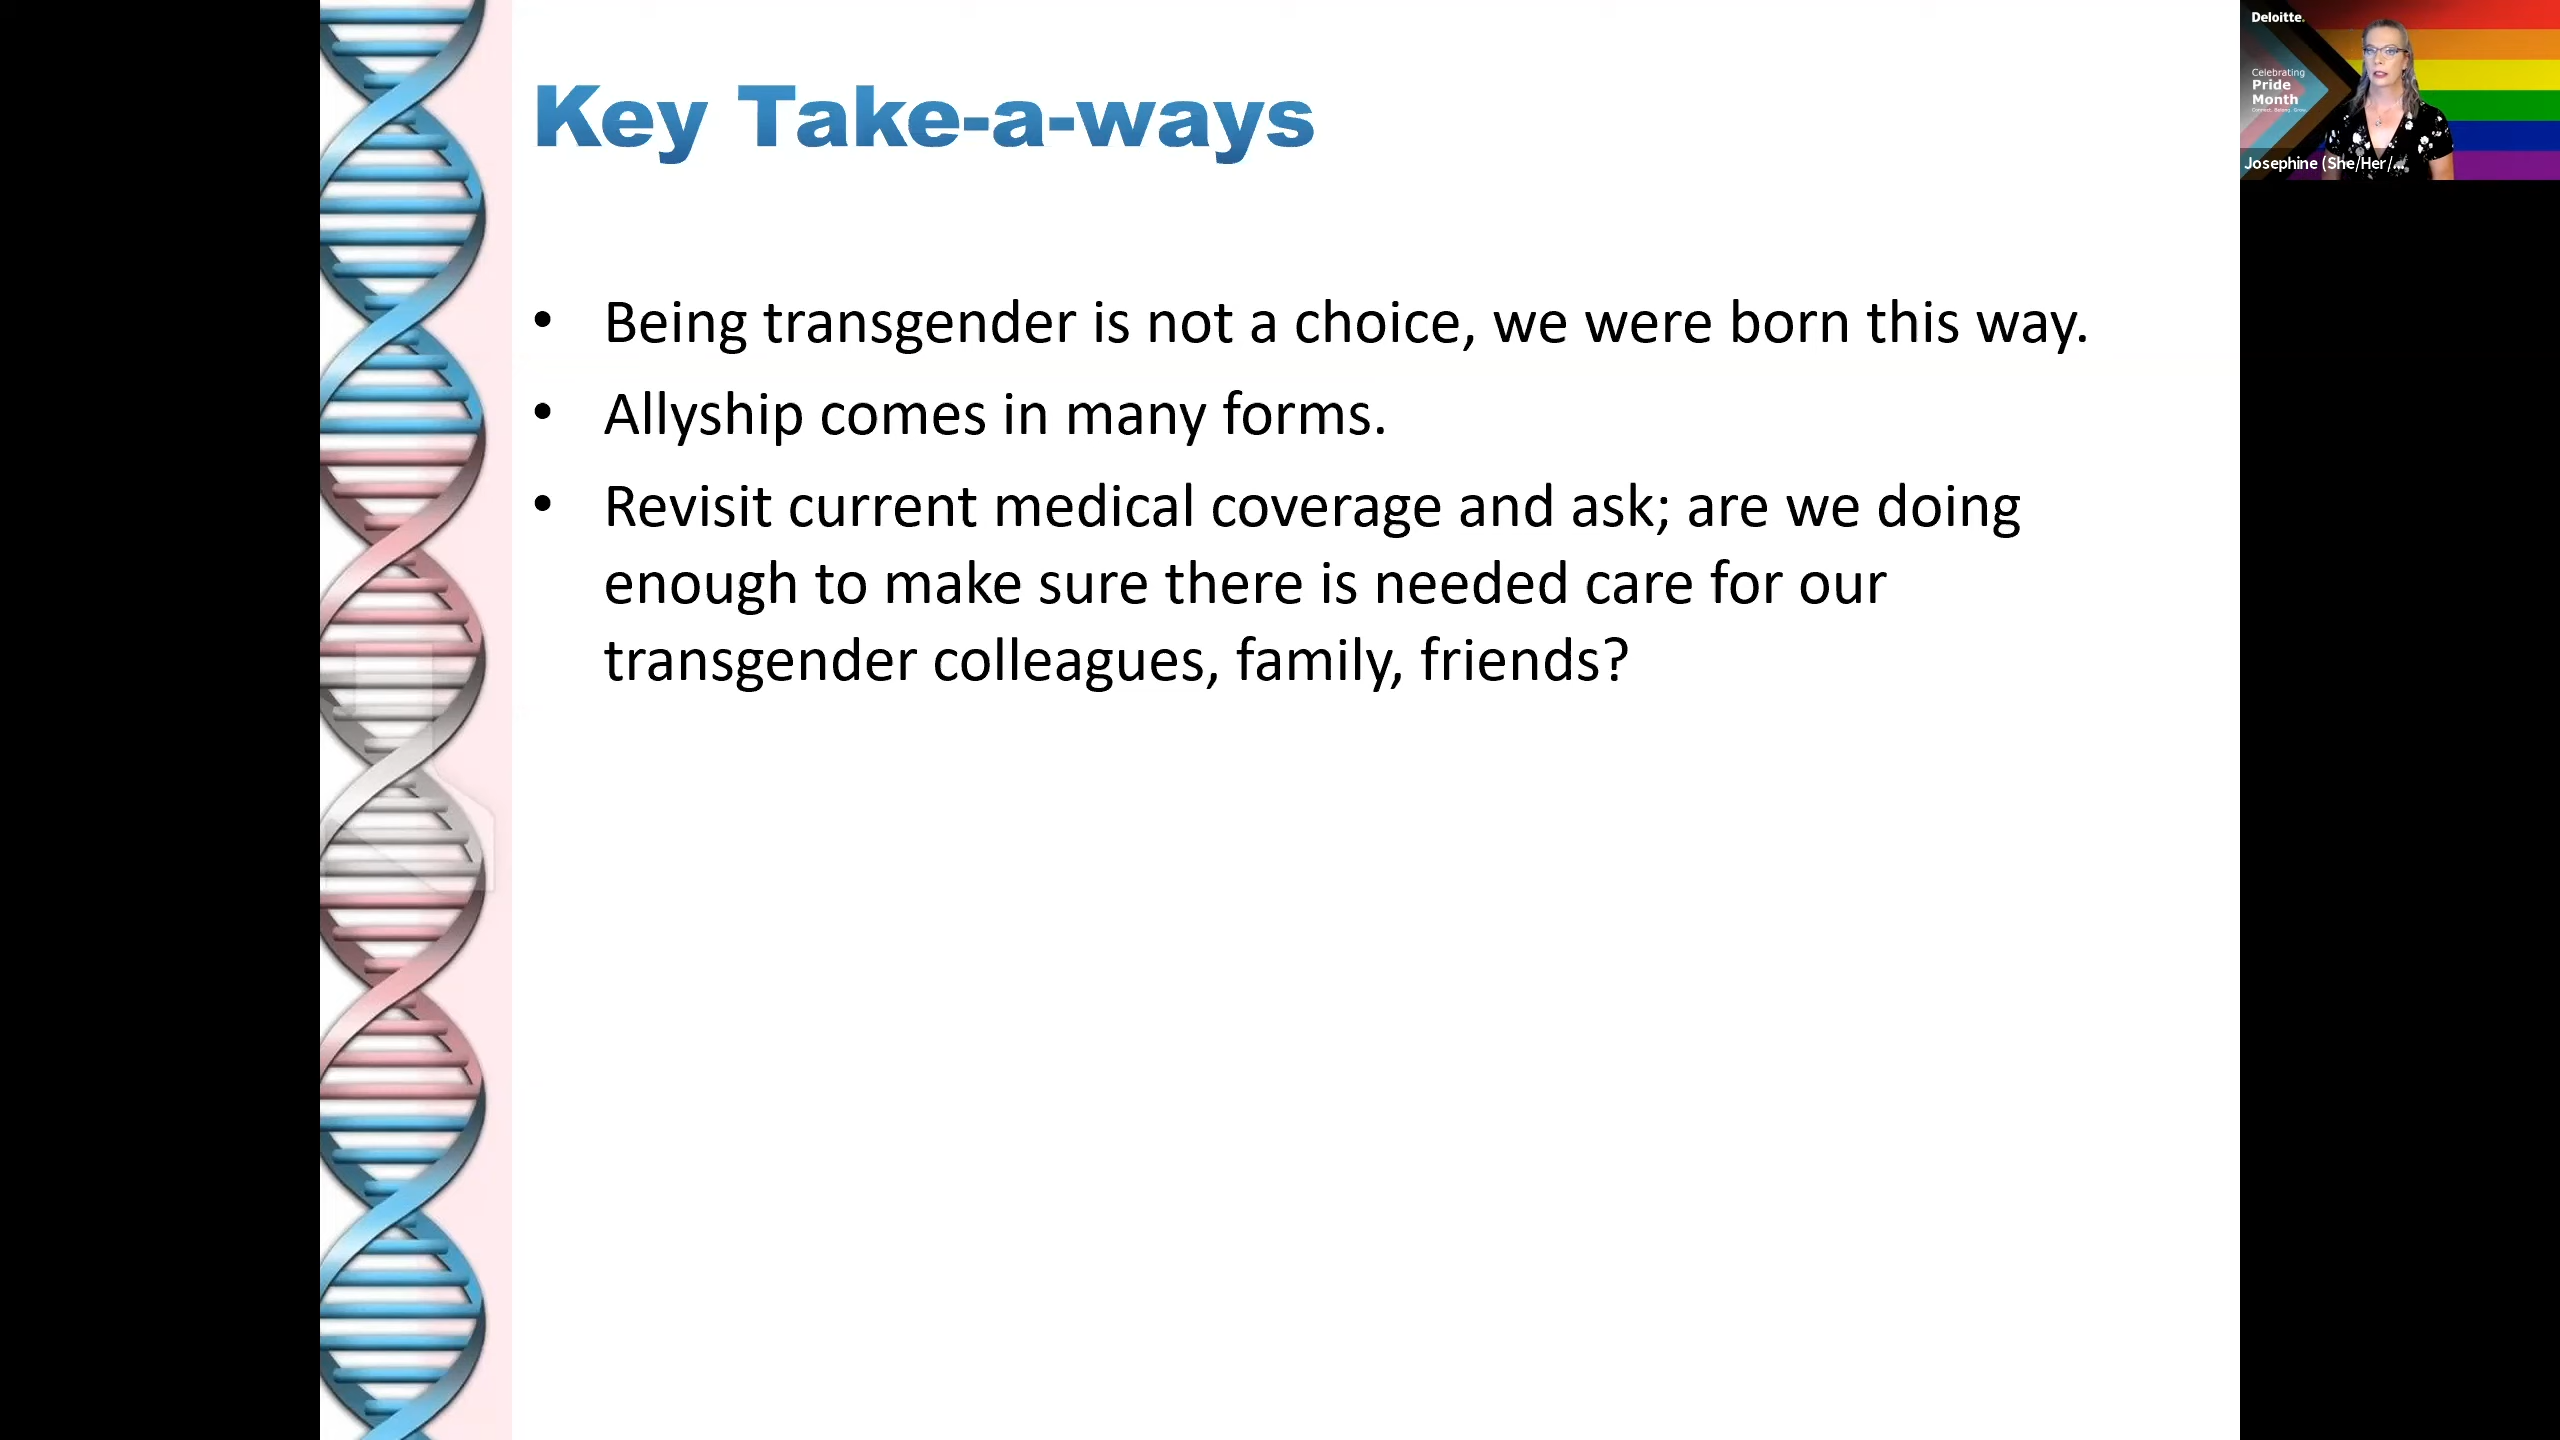 Key Take-a-ways
• Being transgender is not a choice, we were born this way.
• Allyship comes in many forms.
• Revisit current medical coverage and ask; are we doing
enough to make sure there is needed care for our
transgender colleagues, family, friends?
Deloitte.
Celebrating
Pride
Month
Josephine (She/Her/...